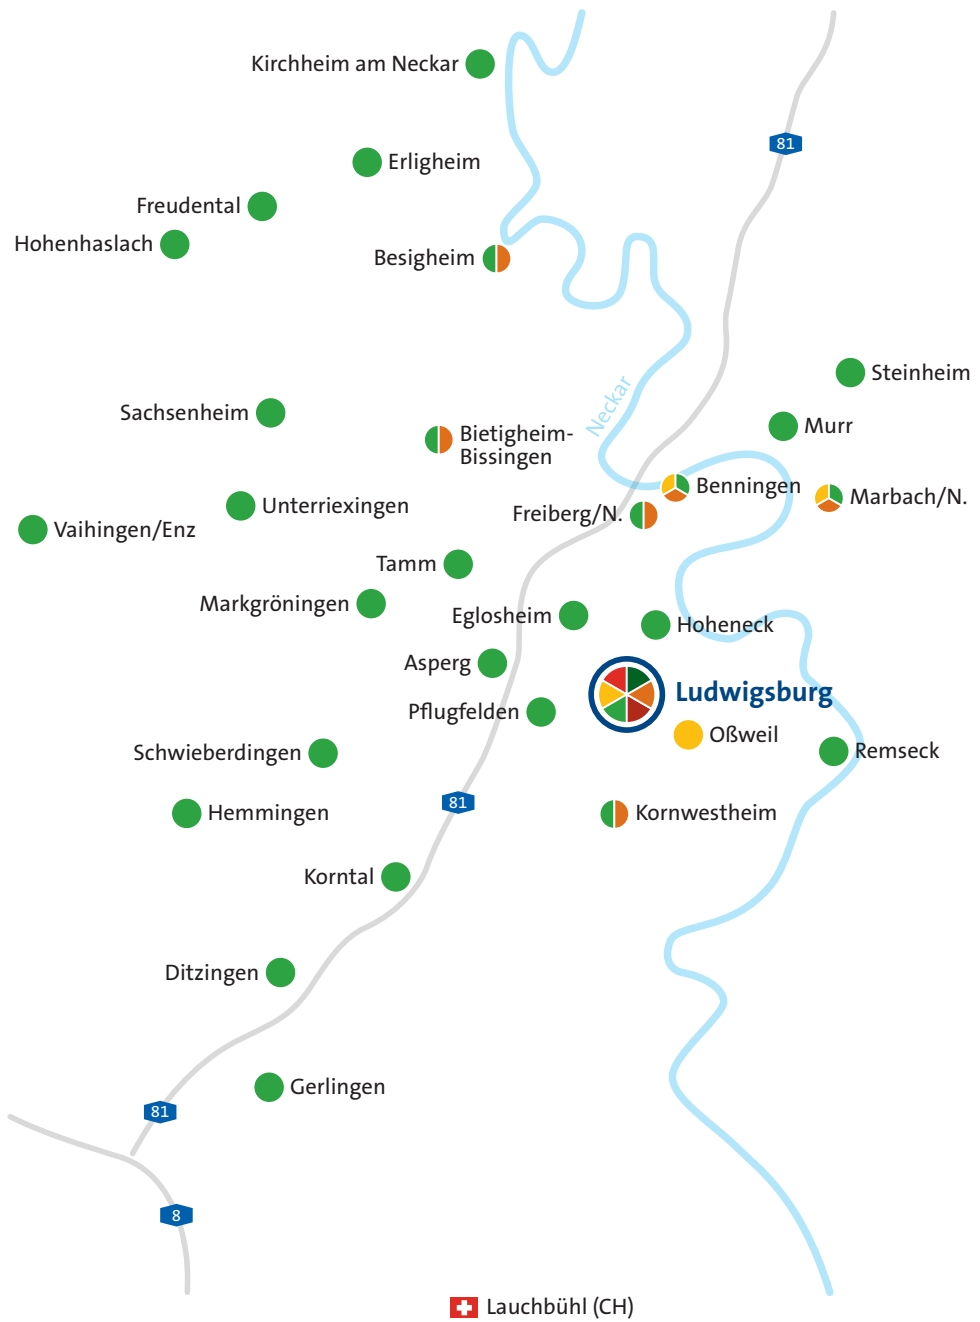 Kirchheim am Neckar
81
Erligheim
Freudental
Hohenhaslach
Besigheim
Steinheim
Neckar
Sachsenheim
Murr
Bietigheim-
Bissingen
Benningen
Marbach/N.
Unterriexingen
Freiberg/N.
Vaihingen/Enz
Tamm
Markgröningen
Eglosheim
Hoheneck
Asperg
Ludwigsburg
Pflugfelden
Oßweil
Schwieberdingen
Remseck
81
Hemmingen
Kornwestheim
Korntal
Ditzingen
Gerlingen
81
8
Lauchbühl (CH)